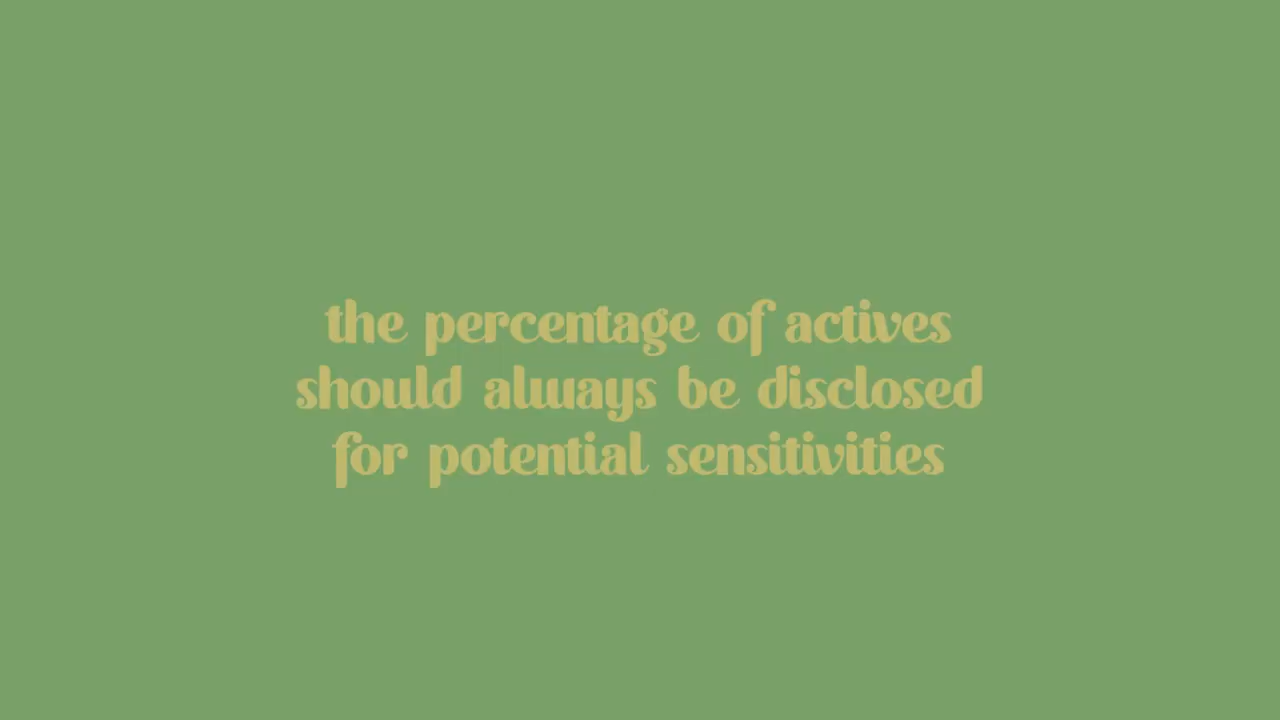 the percentage of actives
should always be disclosed
for potential sensitivities